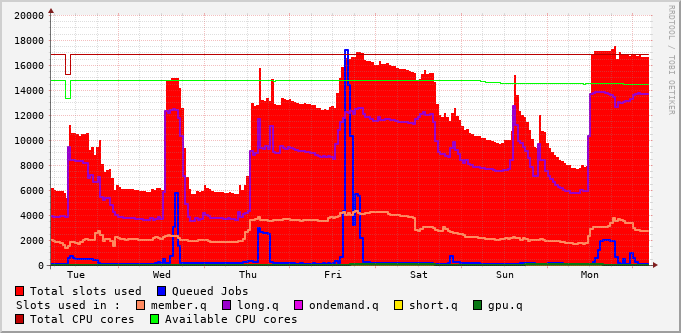 20000
18000
16000
14000
12000
10000
8000
6000
4000
2000
0
Tue Wed Thu Fri Sat Sun Mon
Total slots used Queued Jobs
Slots used in : member.q long.q ondemand.q short.q gpu.q
Total CPU cores Available CPU cores
RRDTOOL / TOBI OETIKER